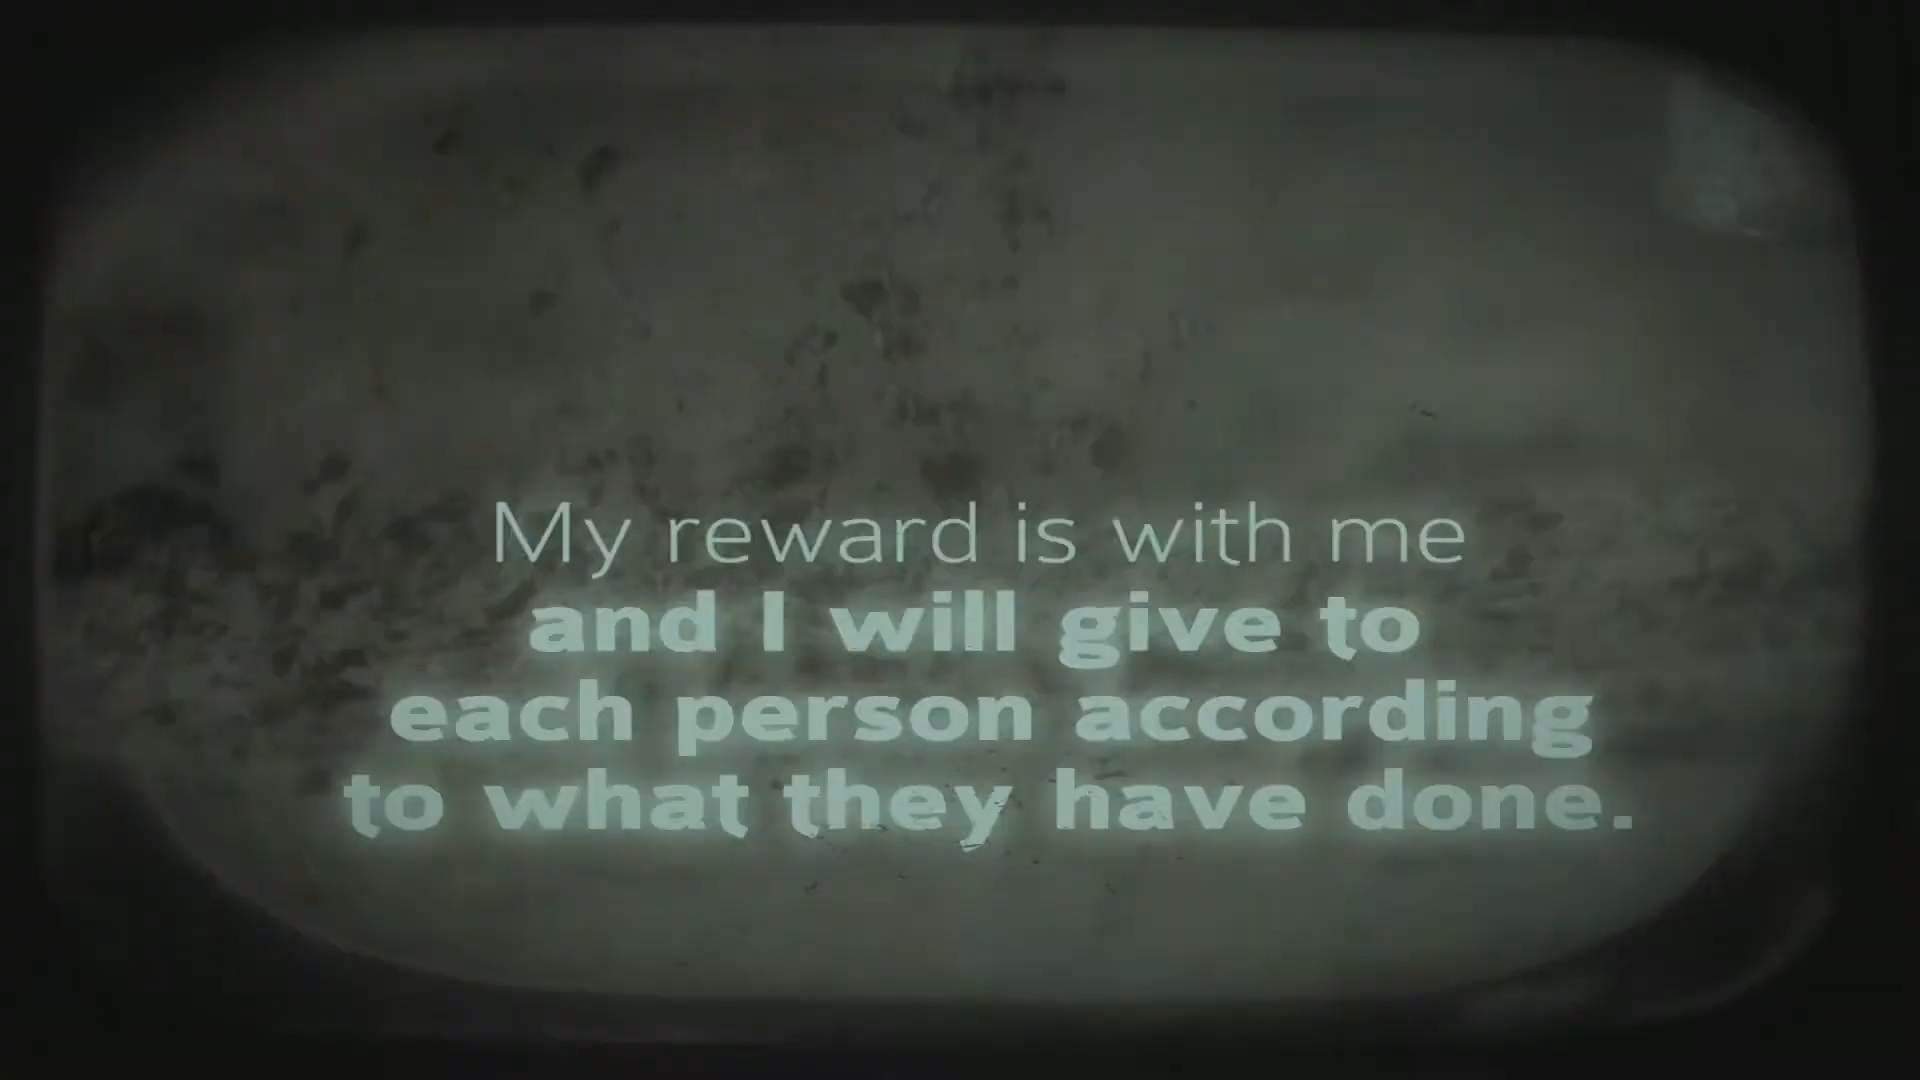 My reward is with me
and I will give to
each person according
to what they have done.